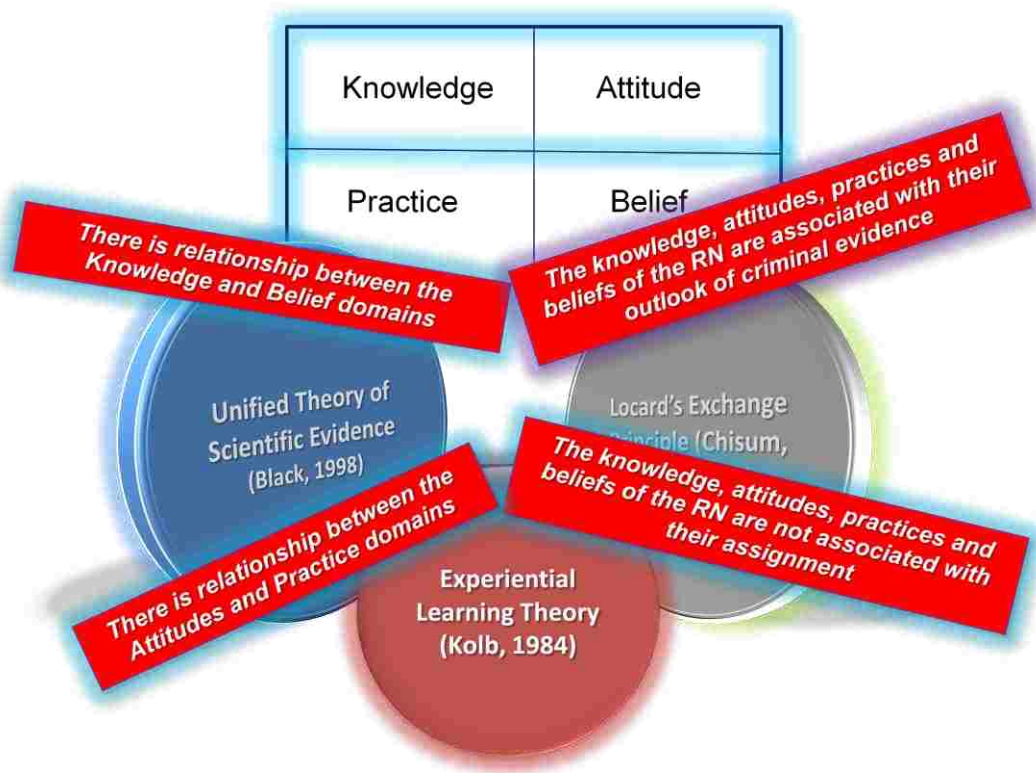 Knowledge
Attitude
Practice
Belief
There is relationship between the
Knowledge and Belief domains
The knowledge, attitudes, practices and
beliefs of the RN are associated with their
outlook of criminal evidence
Unified Theory of
Scientific Evidence
(Black, 1998)
Locard's Exchange
Principle (Chisum,
There is relationship between the
Attitudes and Practice domains
The knowledge, attitudes, practices and
beliefs of the RN are not associated with
their assignment
Experiential
Learning Theory
(Kolb, 1984)